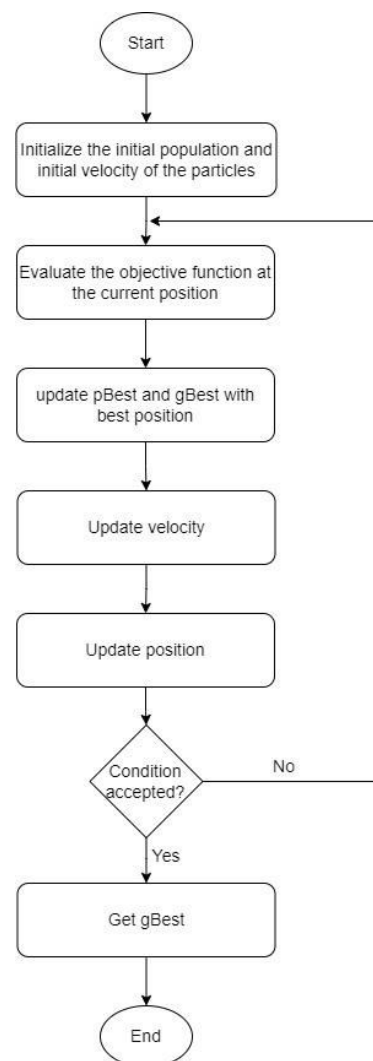 Start
Initialize the initial population and
initial velocity of the particles
Evaluate the objective function at
the current position
update pBest and gBest with
best position
Update velocity
Update position
Condition
accepted?
No
Yes
Get gBest
End